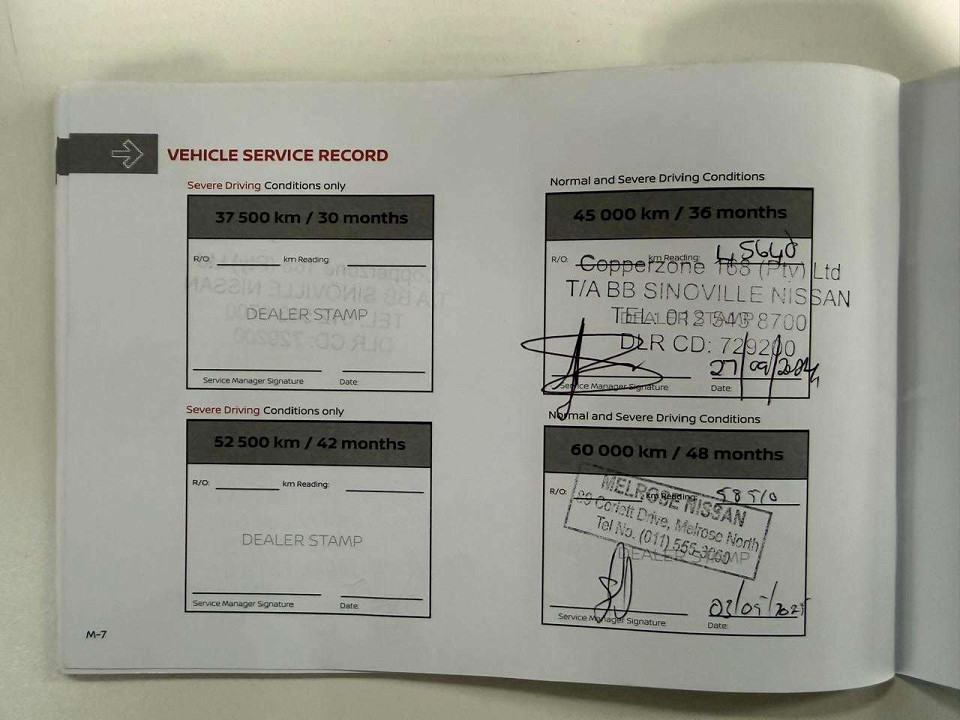 VEHICLE SERVICE RECORD
Severe Driving Conditions only
37 500 km / 30 months
R/O: km Reading:
DEALER STAMP
Service Manager Signature Date:
Normal and Severe Driving Conditions
45 000 km / 36 months
R/O: km Reading: 45640
Copperzone 168 (Pty) Ltd
T/A BB SINOVILLE NISSAN
TEL: 012 543 8700
DEALER STAMP
DLR CD: 729200
27/09/2024
Service Manager Signature Date:
Severe Driving Conditions only
52 500 km / 42 months
R/O: km Reading:
DEALER STAMP
Service Manager Signature Date:
Normal and Severe Driving Conditions
60 000 km / 48 months
R/O: km Reading: 58510
MELROSE NISSAN
Corlett Drive, Melrose North
Tel No. (011) 555-3060
DEALER STAMP
Service Manager Signature Date:
M-7